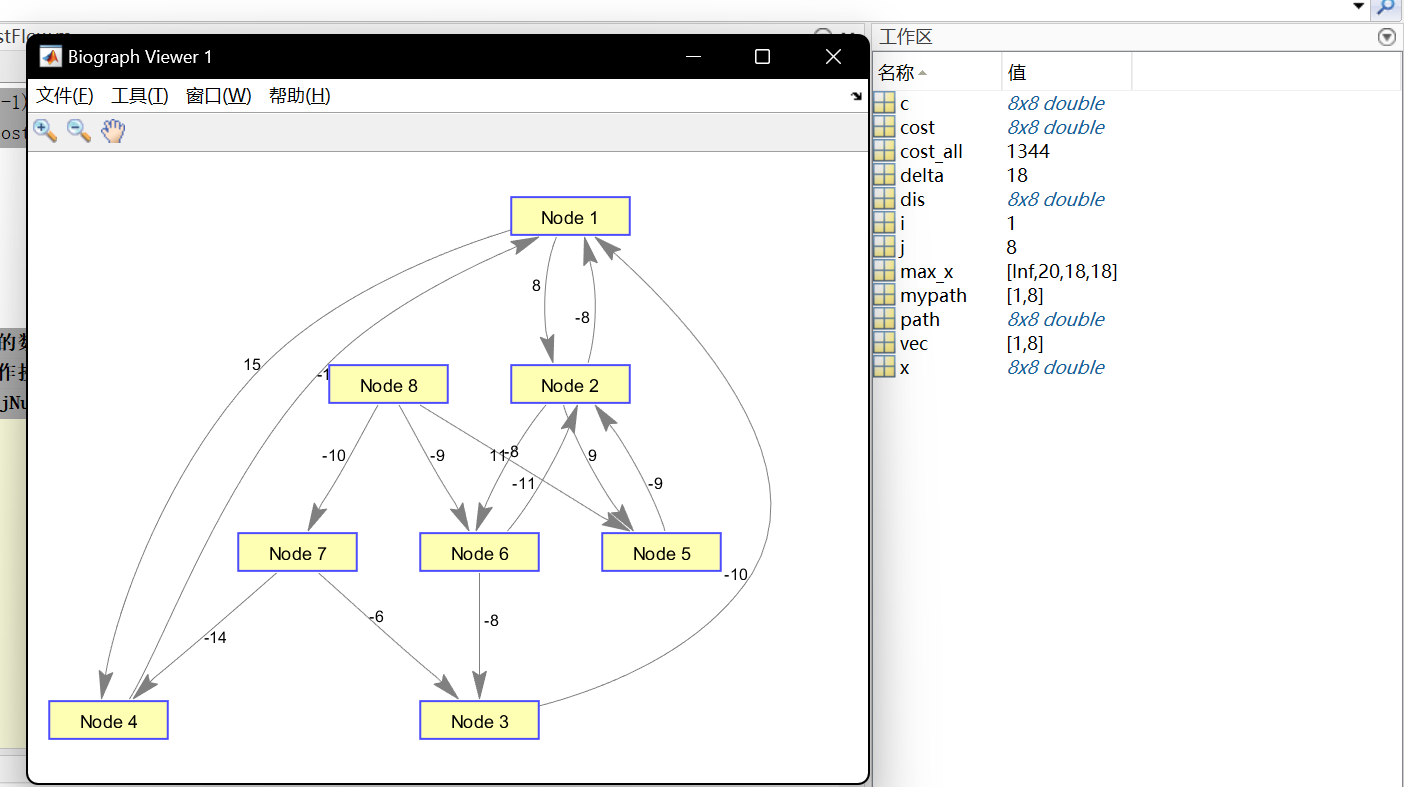 Biograph Viewer 1
文件(F) 工具(T) 窗口(W) 帮助(H)
-1)
ost
作
jNu
Node 1
8
-8
15
-1
Node 8
Node 2
-10
-9
11
-8
9
-11
-9
Node 7
Node 6
Node 5
-10
-6
-8
-14
Node 4
Node 3
工作区
名称 值
c 8x8 double
cost 8x8 double
cost_all 1344
delta 18
dis 8x8 double
i 1
j 8
max_x [Inf,20,18,18]
mypath [1,8]
path 8x8 double
vec [1,8]
x 8x8 double